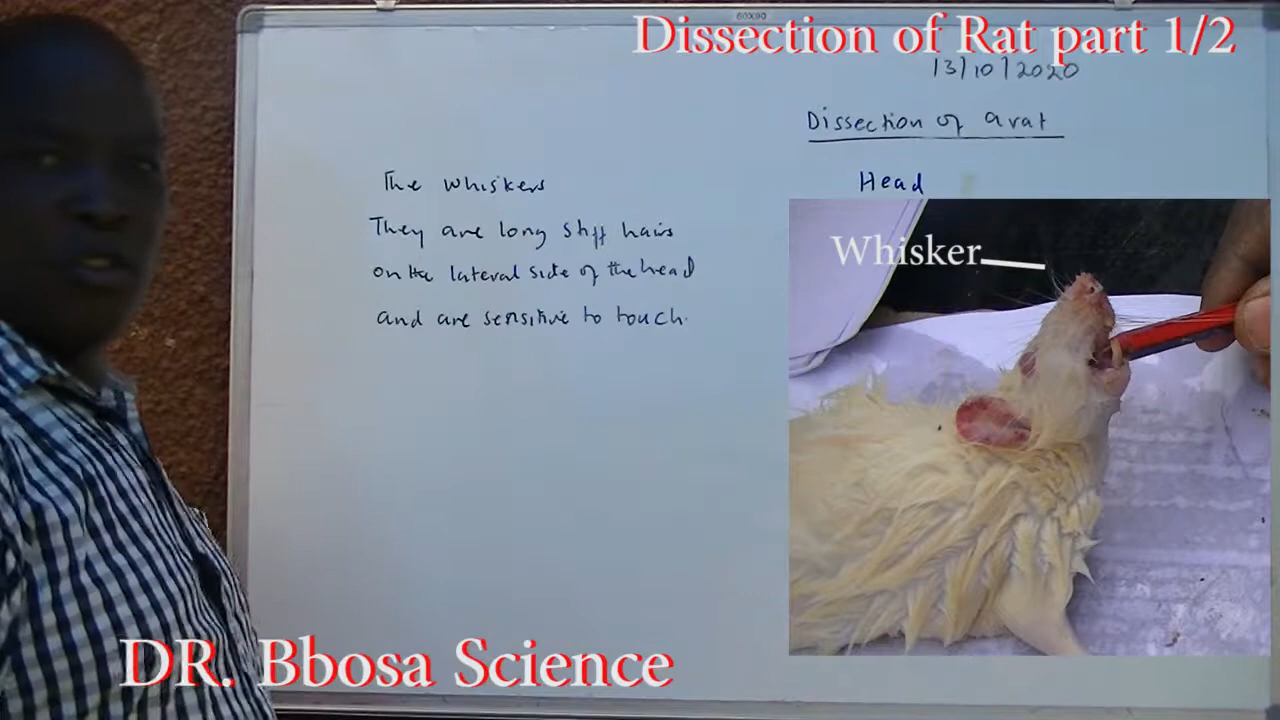 60X90
Dissection of Rat part 1/2
13/10/2020
Dissection of a rat
Head
The whiskers
They are long stiff hairs
on the lateral side of the head
and are sensitive to touch.
Whisker
DR. Bbosa Science